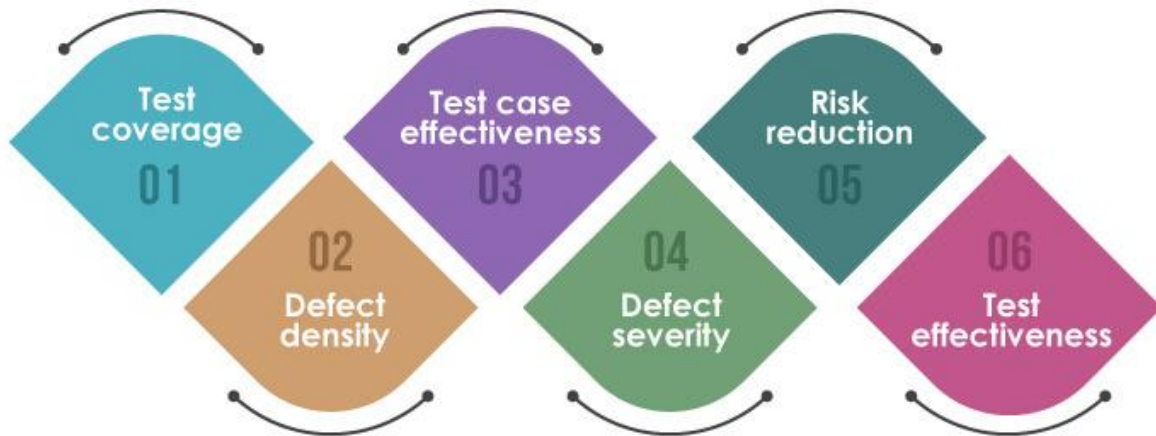 Test
coverage
01
02
Defect
density
Test case
effectiveness
03
04
Defect
severity
Risk
reduction
05
06
Test
effectiveness